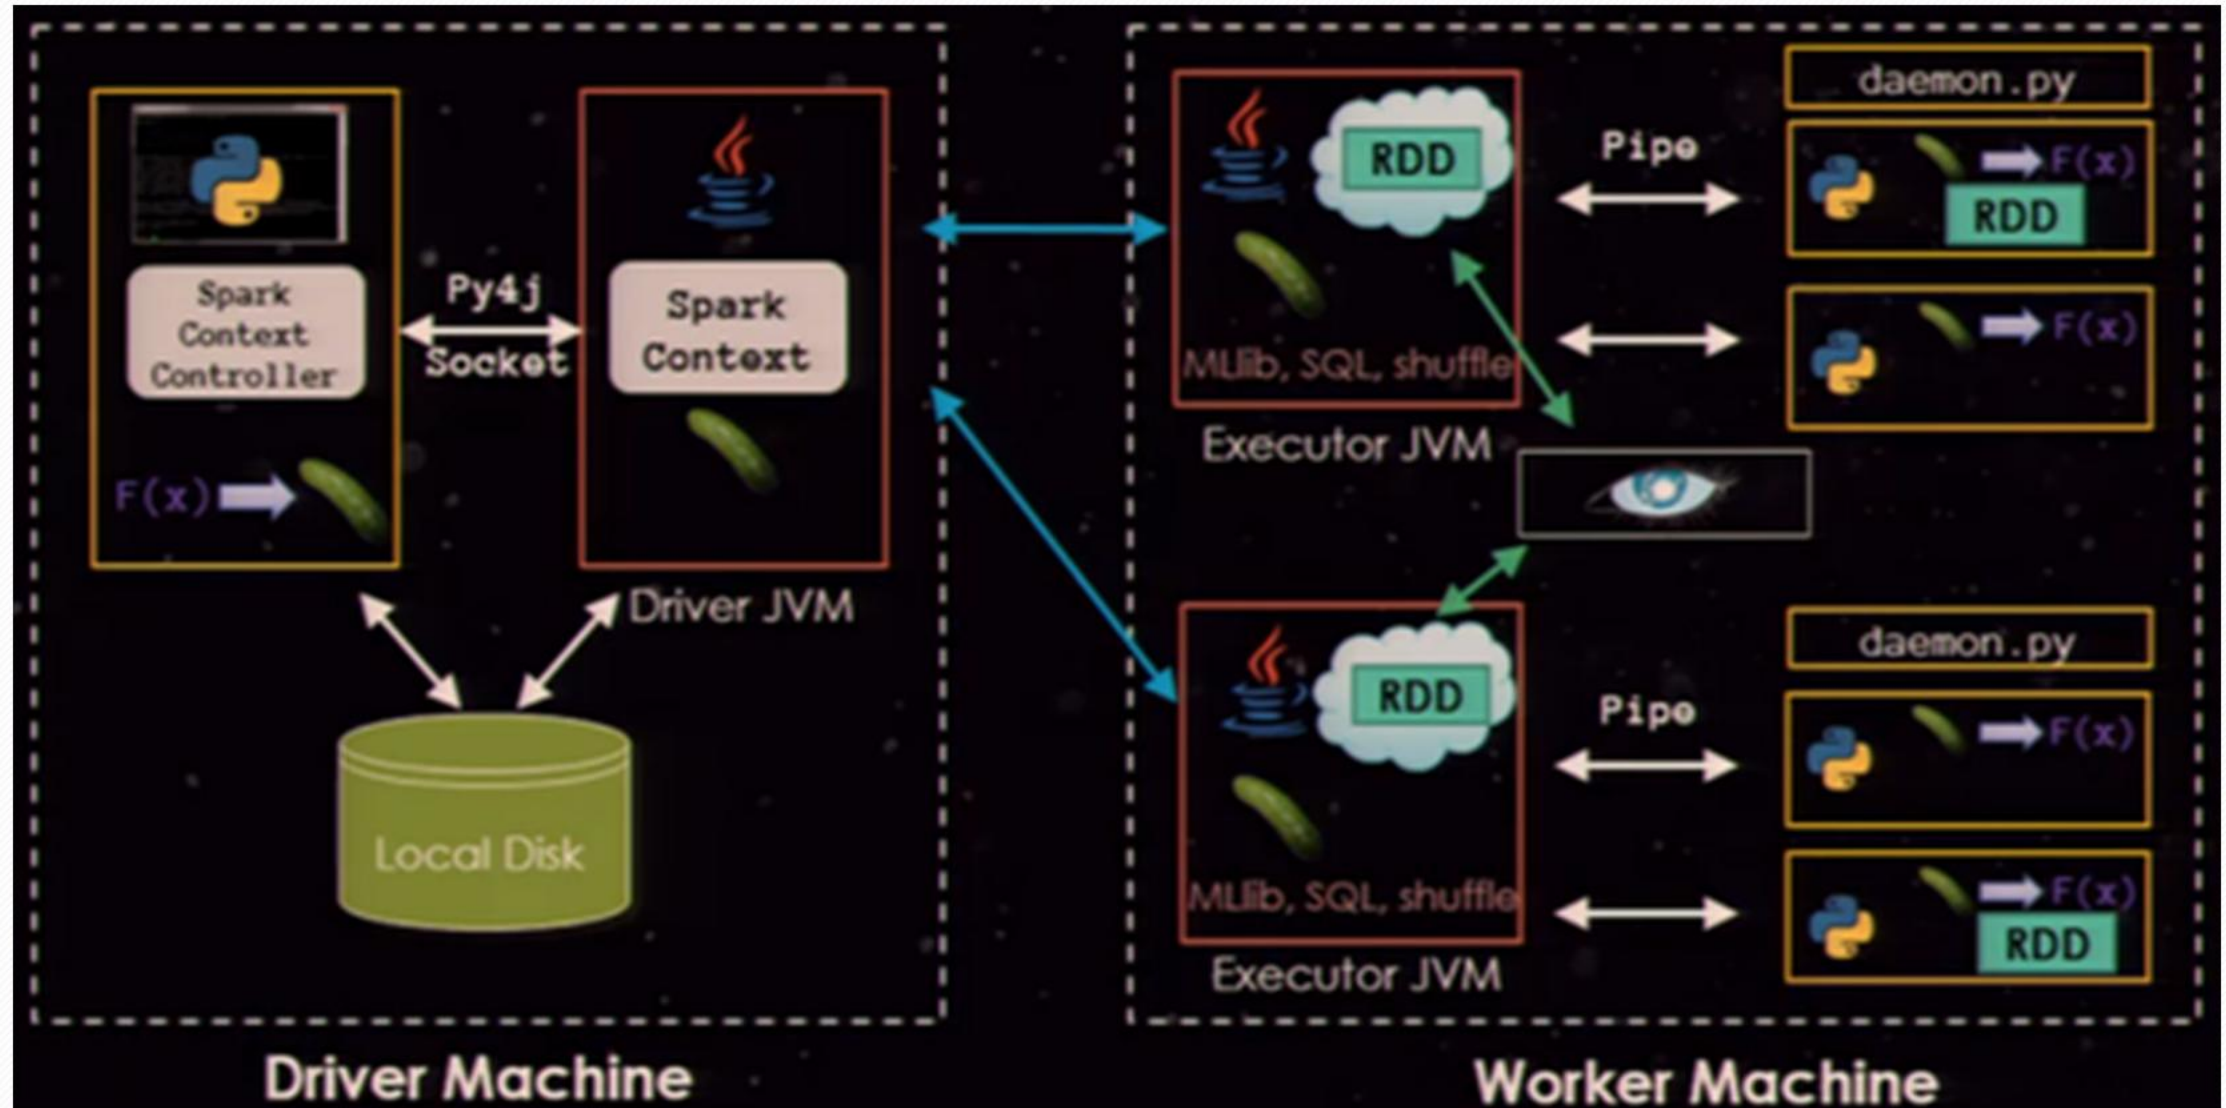 Spark
Context
Controller
F(x)
Py4j
Socket
Spark
Context
Driver JVM
Local Disk
Driver Machine
RDD
MLlib, SQL, shuffle
Executor JVM
Pipe
daemon.py
F(x)
RDD
F(x)
RDD
MLlib, SQL, shuffle
Executor JVM
Pipe
daemon.py
F(x)
F(x)
RDD
Worker Machine